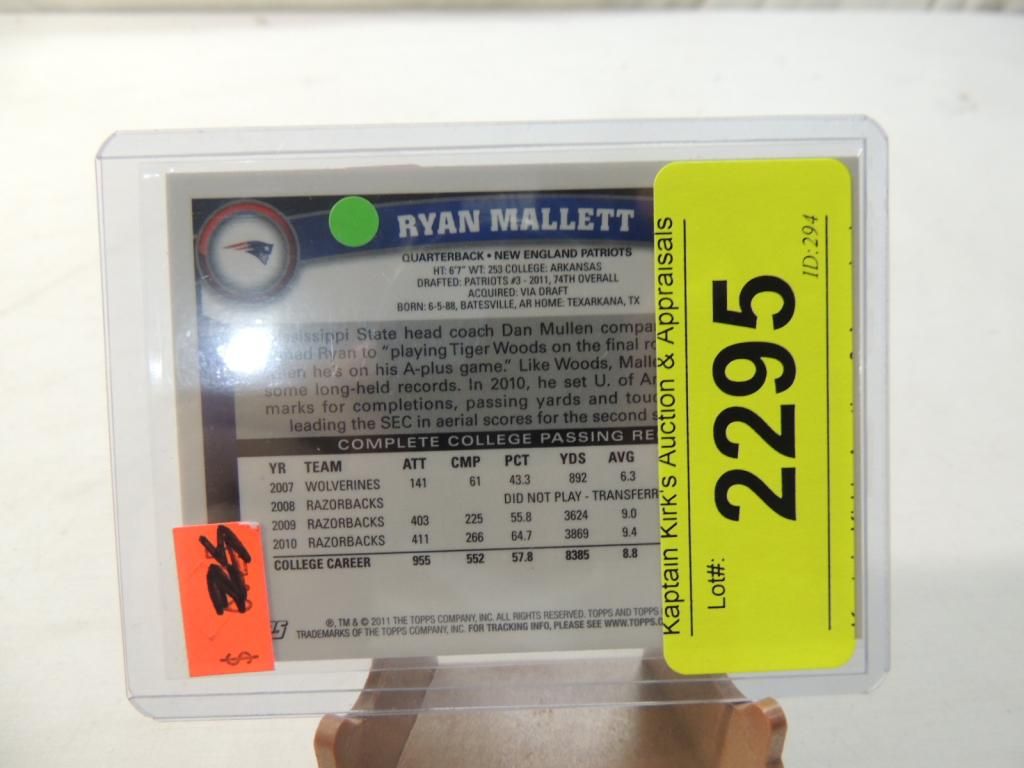 RYAN MALLETT
QUARTERBACK • NEW ENGLAND PATRIOTS
HT: 6'7" WT: 253 COLLEGE: ARKANSAS
DRAFTED: PATRIOTS #3 - 2011, 74TH OVERALL
ACQUIRED: VIA DRAFT
BORN: 6-5-88, BATESVILLE, AR HOME: TEXARKANA, TX
State head coach Dan Mullen
Ryan to "playing Tiger Woods on the final
he's on his A-plus game." Like Woods,
some long-held records. In 2010, he set U. of
marks for completions, passing yards and
leading the SEC in aerial scores for the second
COMPLETE COLLEGE PASSING
YR TEAM ATT CMP PCT YDS AVG
2007 WOLVERINES 141 61 43.3 892 6.3
2008 RAZORBACKS DID NOT PLAY -
2009 RAZORBACKS 403 225 55.8 3624 9.0
2010 RAZORBACKS 411 266 64.7 3869 9.4
COLLEGE CAREER 955 552 57.8 8385 8.8
®, TM & © 2011 THE TOPPS COMPANY, INC. ALL RIGHTS RESERVED. TOPPS AND TOPPS
TRADEMARKS OF THE TOPPS COMPANY, INC. FOR TRACKING INFO, PLEASE SEE WWW.TOPPS.
$
Kaptain Kirk's Auction & Appraisals
Lot#: 2295
ID:294